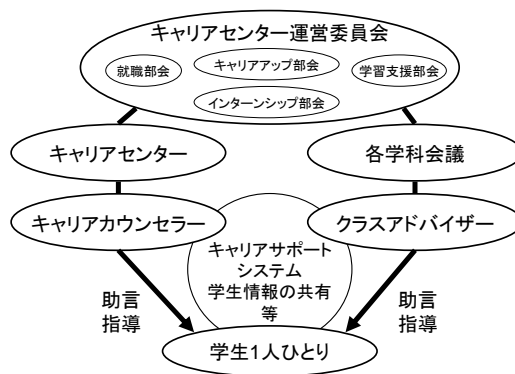 キャリアセンター運営委員会
就職部会
キャリアアップ部会
学習支援部会
インターンシップ部会
キャリアセンター
各学科会議
キャリアカウンセラー
クラスアドバイザー
キャリアサポート
システム
学生情報の共有
等
助言
指導
助言
指導
学生1人ひとり